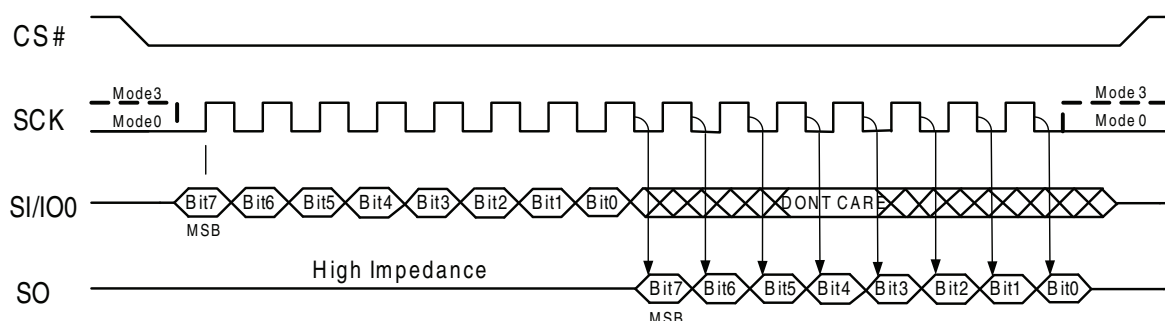 CS#
Mode3
Mode 3
SCK
Mode0
Mode 0
SI/IO0
Bit7 Bit6 Bit5 Bit4 Bit3 Bit2 Bit1 Bit0 DONT CARE
MSB
High Impedance
SO
Bit7 Bit6 Bit5 Bit4 Bit3 Bit2 Bit1 Bit0
MSB